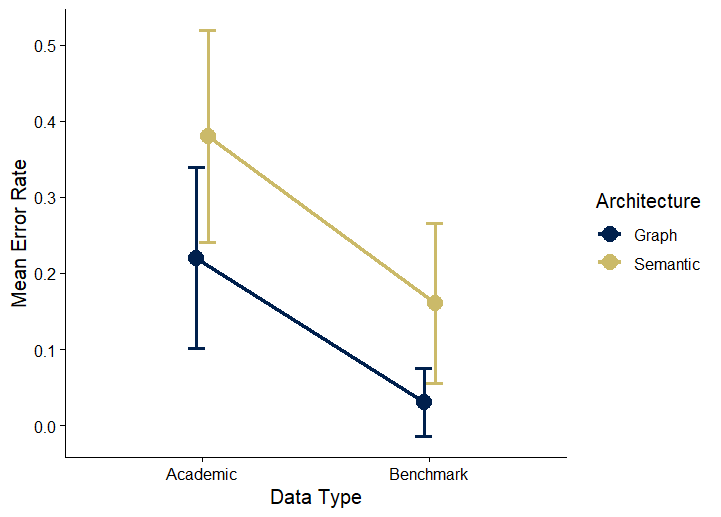 Mean Error Rate
0.5
0.4
0.3
0.2
0.1
0.0
Academic
Benchmark
Data Type
Architecture
Graph
Semantic